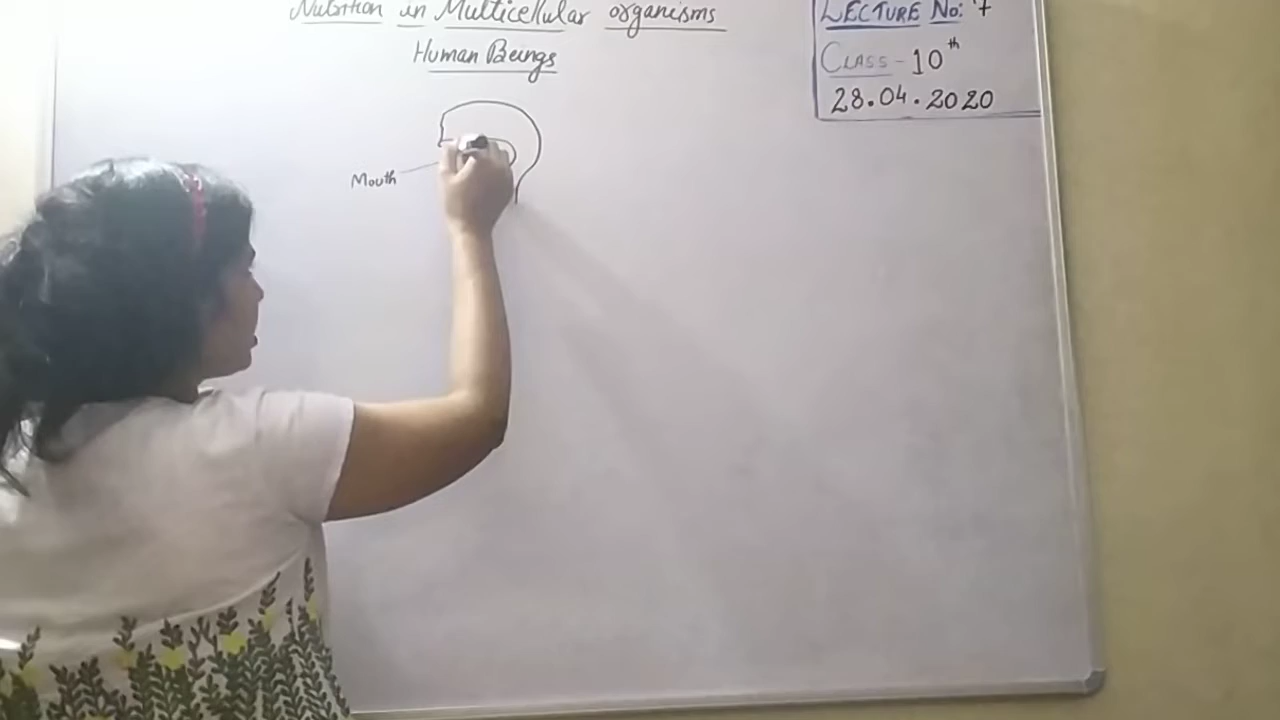 Nutrition in Multicellular organisms
Human Beings
LECTURE No: 7
CLASS - 10th
28.04.2020
Mouth